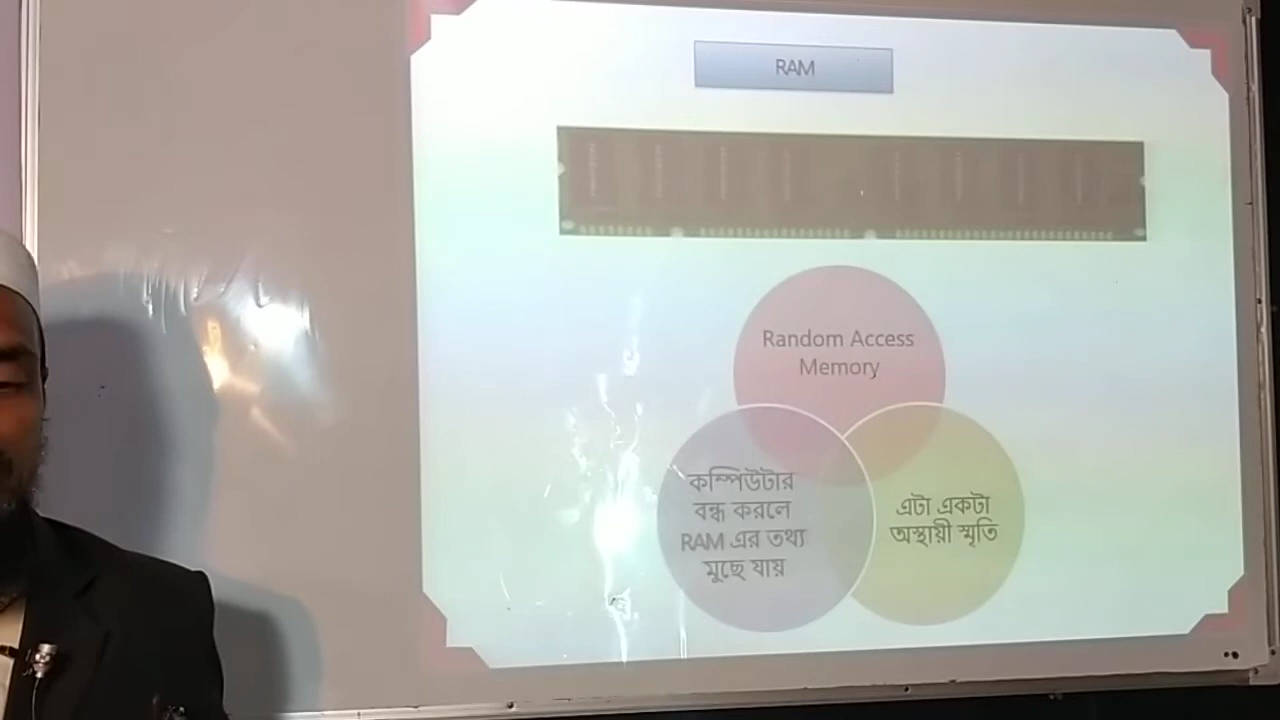 RAM
Random Access
Memory
কম্পিউটার
বন্ধ করলে
RAM এর তথ্য
মুছে যায়
এটা একটা
অস্থায়ী স্মৃতি